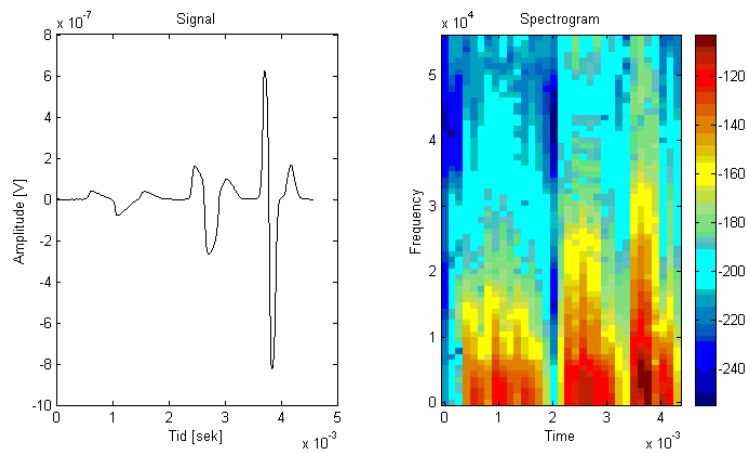 Signal
x 10^-7
8
6
4
2
0
-2
-4
-6
-8
-10
Amplitude [V]
0 1 2 3 4 5
Tid [sek]
x 10^-3
Spectrogram
x 10^4
5
4
3
2
1
0
Frequency
0 1 2 3 4
Time
x 10^-3
-120
-140
-160
-180
-200
-220
-240